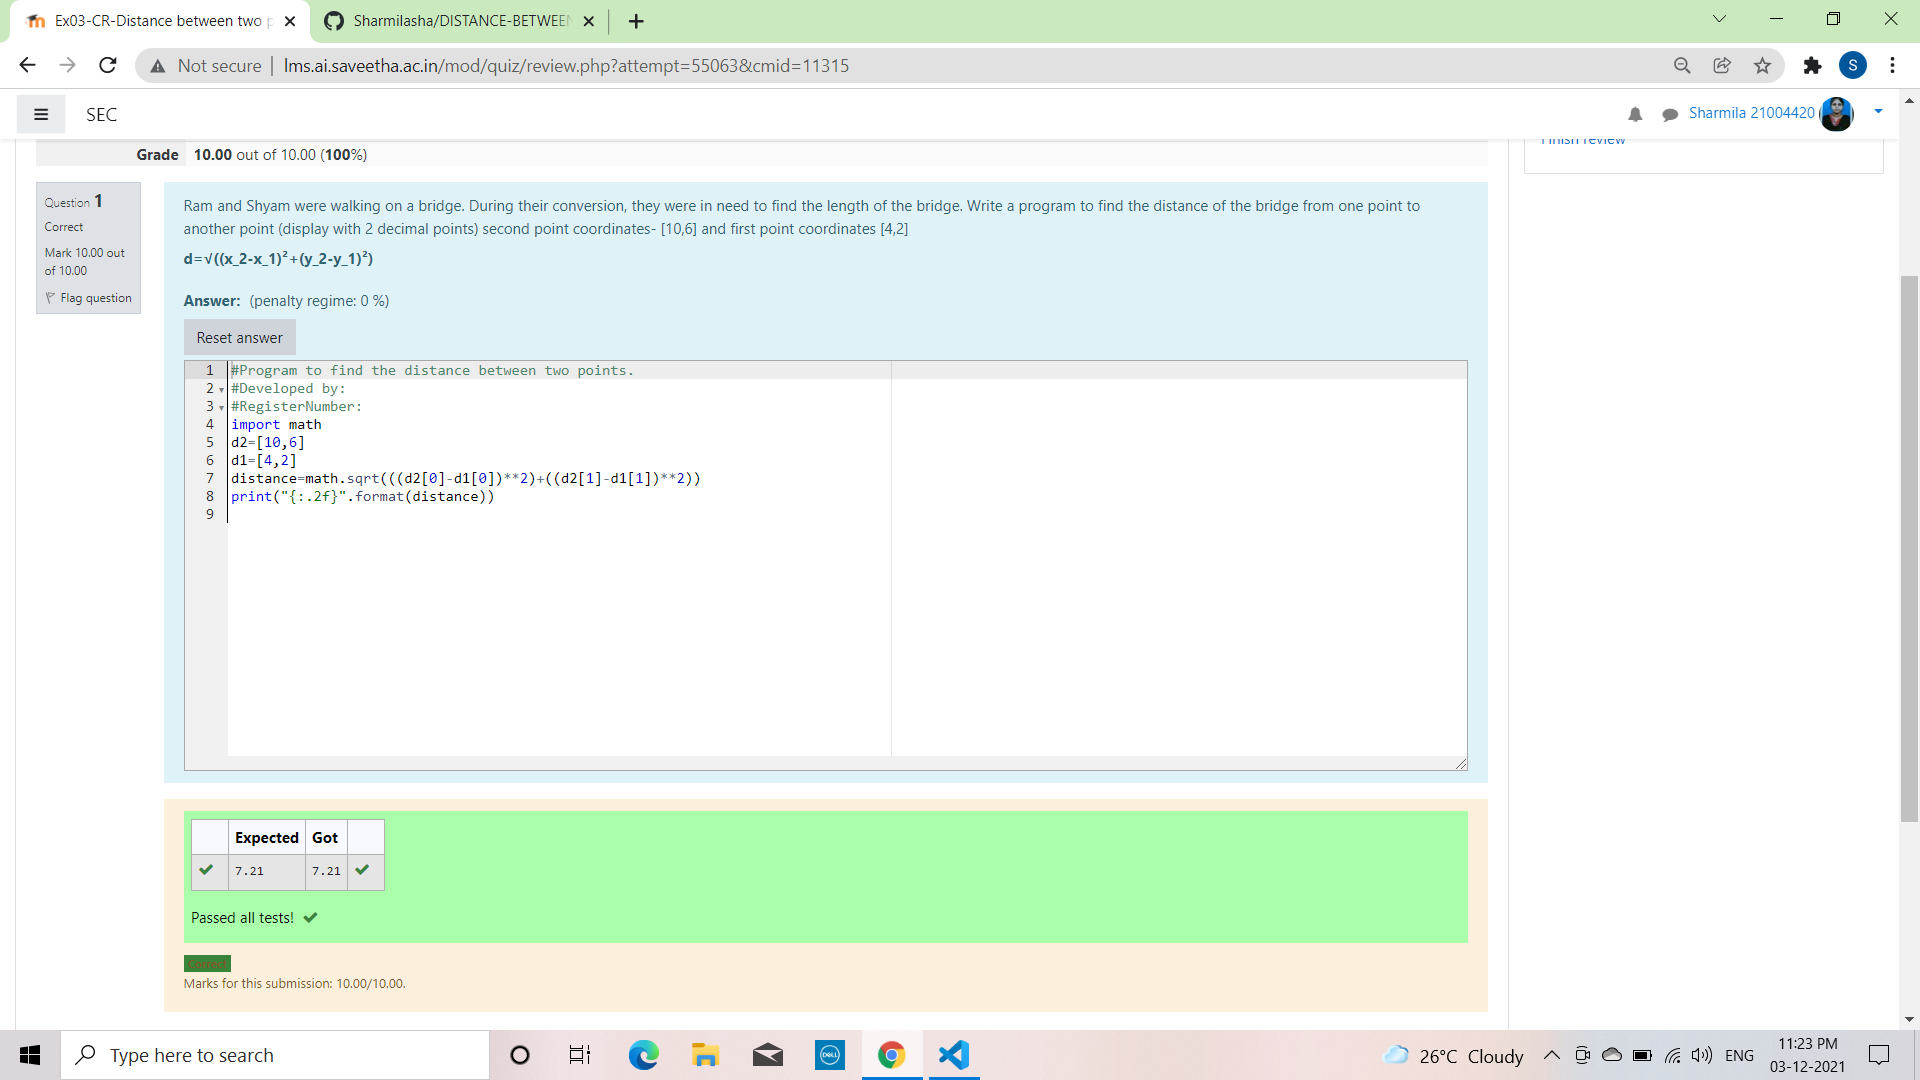 Ex03-CR-Distance between two p
Sharmilasha/DISTANCE-BETWEEN
Not secure
lms.ai.saveetha.ac.in/mod/quiz/review.php?attempt=55063&cmid=11315
S
SEC
Sharmila 21004420
Grade 10.00 out of 10.00 (100%)
Finish review
Question 1
Correct
Mark 10.00 out
of 10.00
Flag question
Ram and Shyam were walking on a bridge. During their conversion, they were in need to find the length of the bridge. Write a program to find the distance of the bridge from one point to
another point (display with 2 decimal points) second point coordinates- [10,6] and first point coordinates [4,2]
d=√((x_2-x_1)²+(y_2-y_1)²)
Answer: (penalty regime: 0 %)
Reset answer
1 #Program to find the distance between two points.
2 #Developed by:
3 #RegisterNumber:
4 import math
5 d2=[10,6]
6 d1=[4,2]
7 distance=math.sqrt(((d2[0]-d1[0])**2)+((d2[1]-d1[1])**2))
8 print("{:.2f}".format(distance))
9
Expected Got
7.21 7.21
Passed all tests!
Correct
Marks for this submission: 10.00/10.00.
Type here to search
DELL
26°C Cloudy
ENG
11:23 PM
03-12-2021